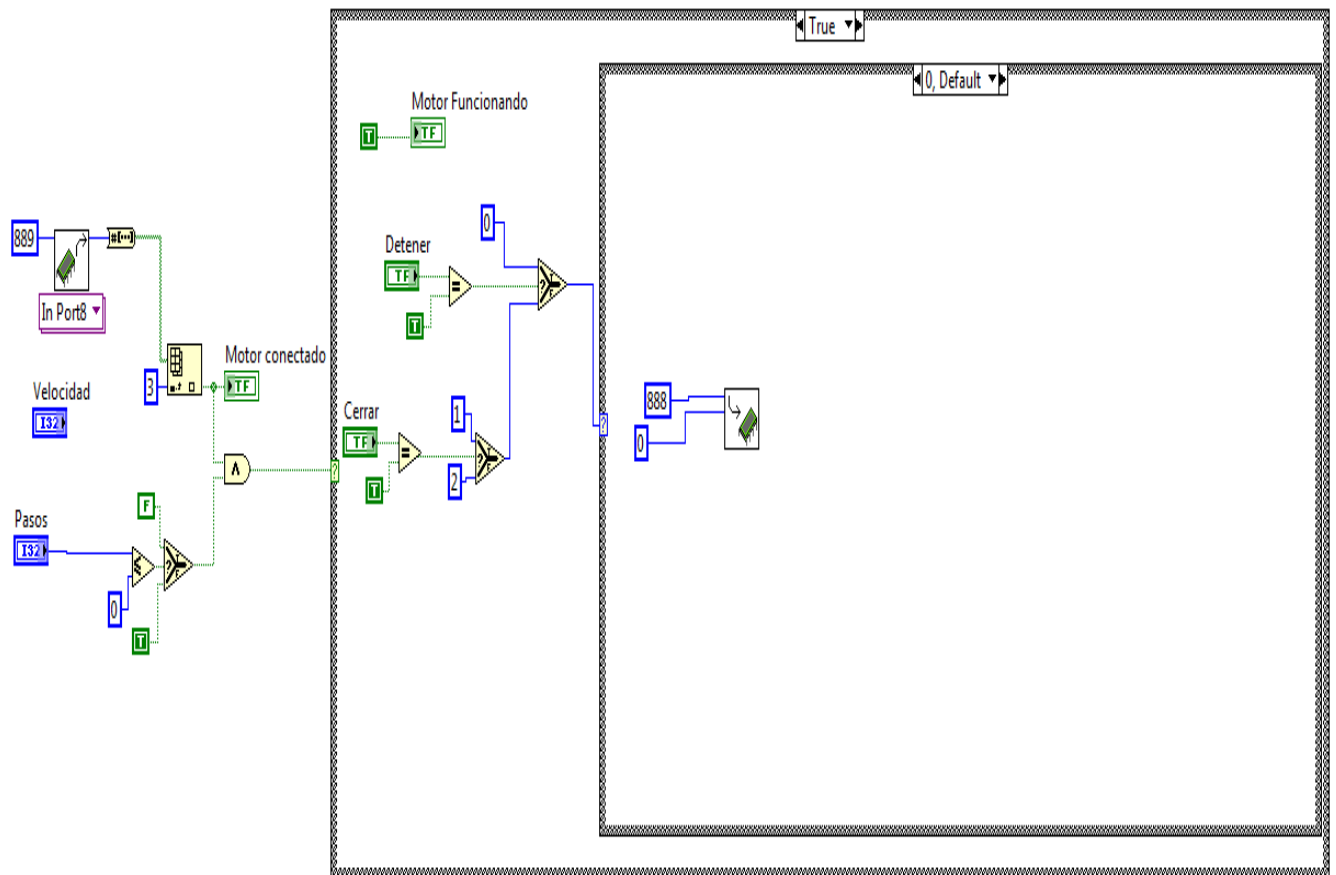 True
0, Default
Motor Funcionando
T
TF
889
#[...]
In Port8
0
Detener
TF
=
T
?
T
F
Motor conectado
3
TF
Velocidad
I32
Cerrar
TF
=
T
1
2
?
T
F
?
?
888
0
Pasos
I32
F
0
?
T
F
T